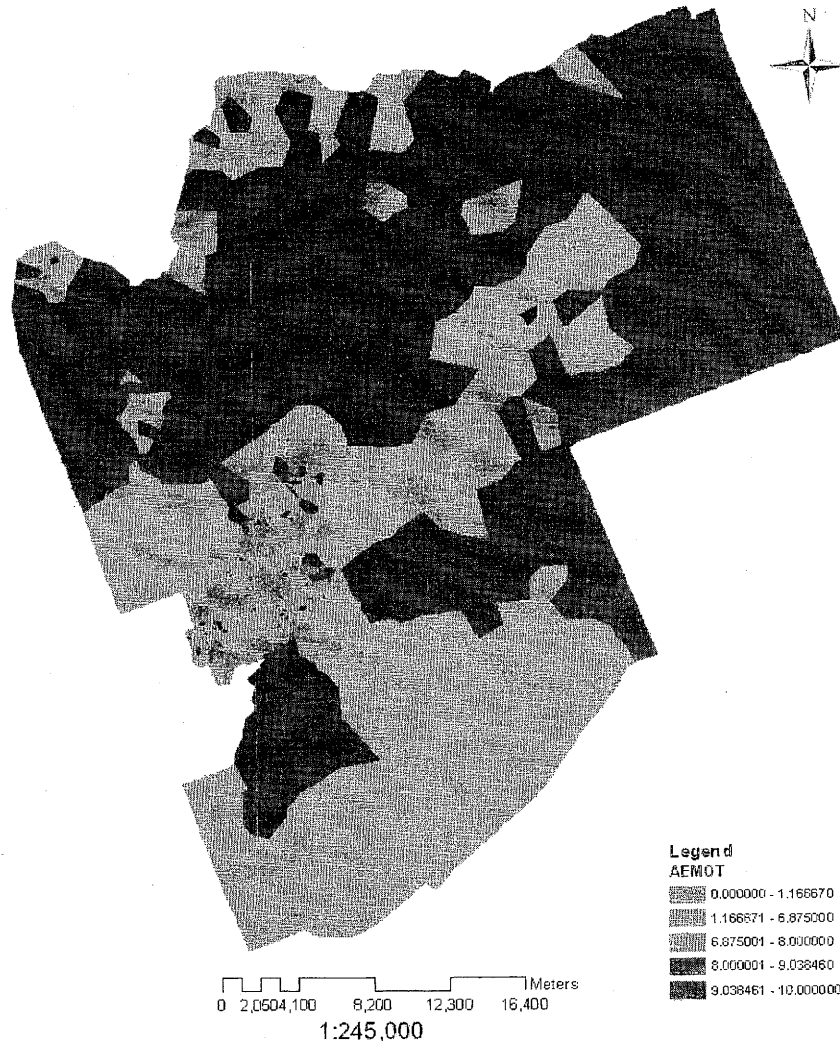 N
Legend
AEMOT
0.000000 - 1.166670
1.166671 - 6.875000
6.875001 - 8.000000
8.000001 - 9.038460
9.038461 - 10.000000
Meters
0 2,0504,100 8,200 12,300 16,400
1:245,000